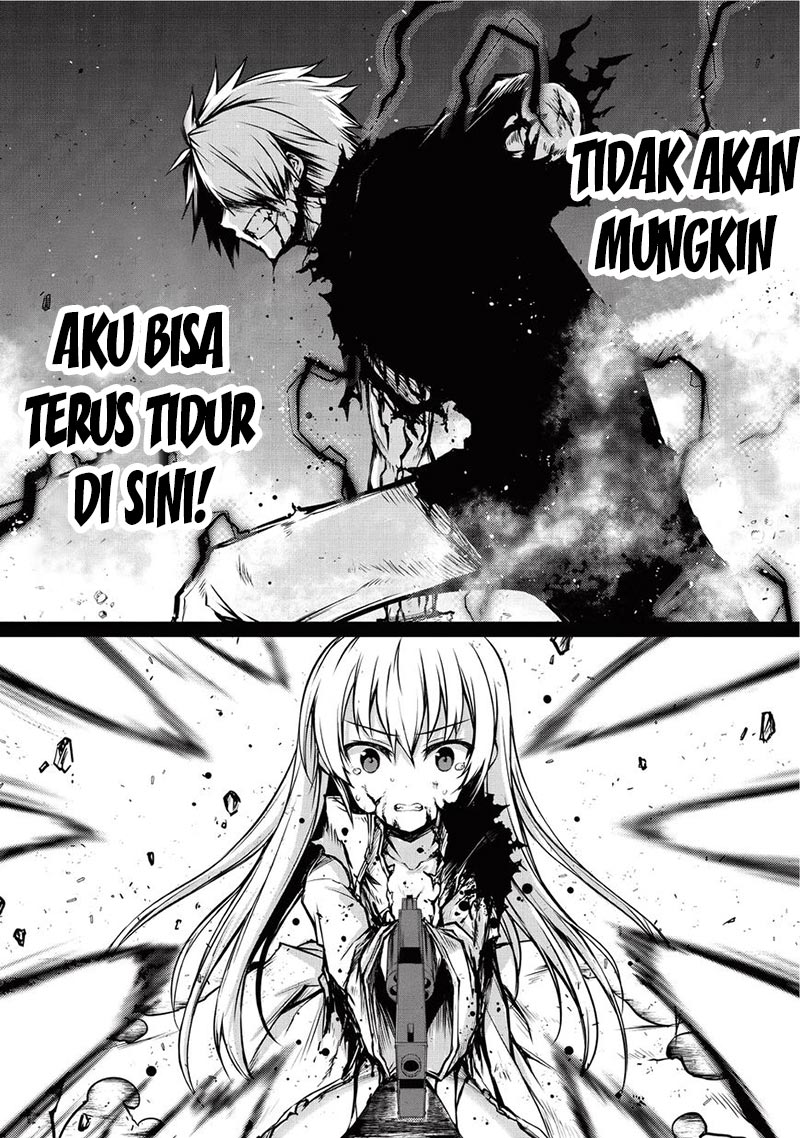 TIDAK AKAN
MUNGKIN
AKU BISA
TERUS TIDUR
DI SINI!